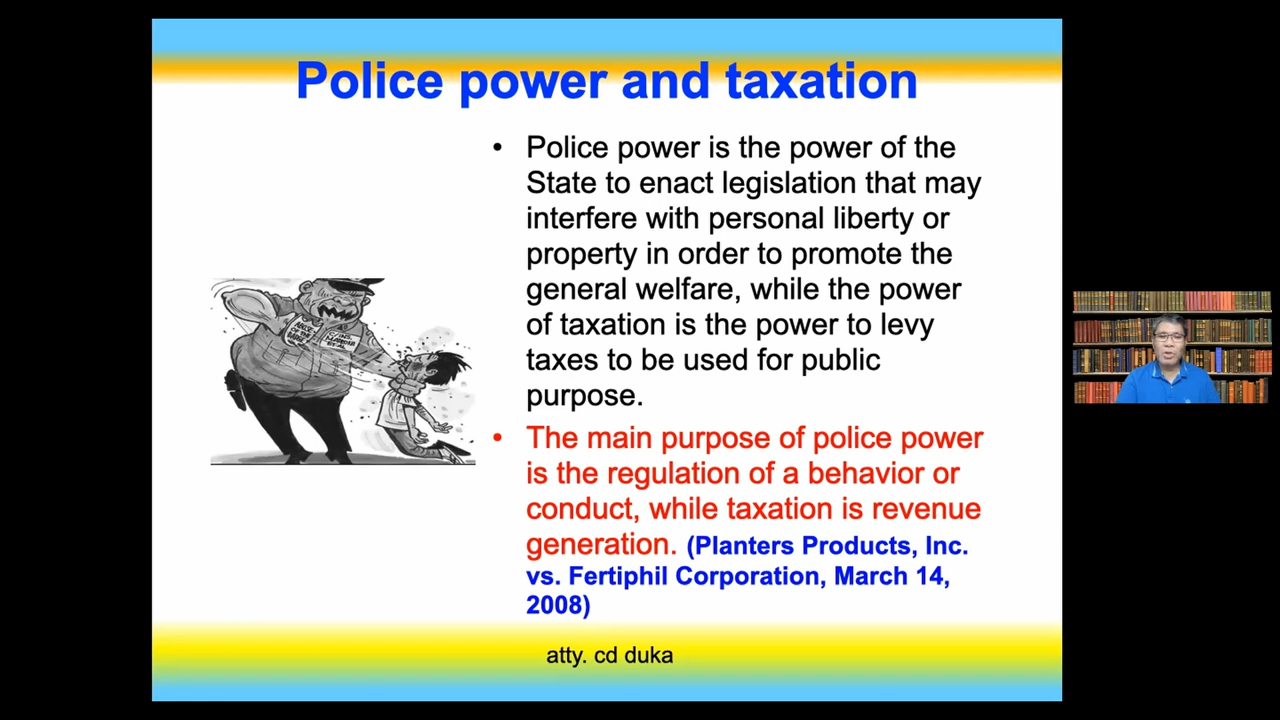 Police power and taxation
• Police power is the power of the
State to enact legislation that may
interfere with personal liberty or
property in order to promote the
general welfare, while the power
of taxation is the power to levy
taxes to be used for public
purpose.
• The main purpose of police power
is the regulation of a behavior or
conduct, while taxation is revenue
generation. (Planters Products, Inc.
vs. Fertiphil Corporation, March 14,
2008)
atty. cd duka